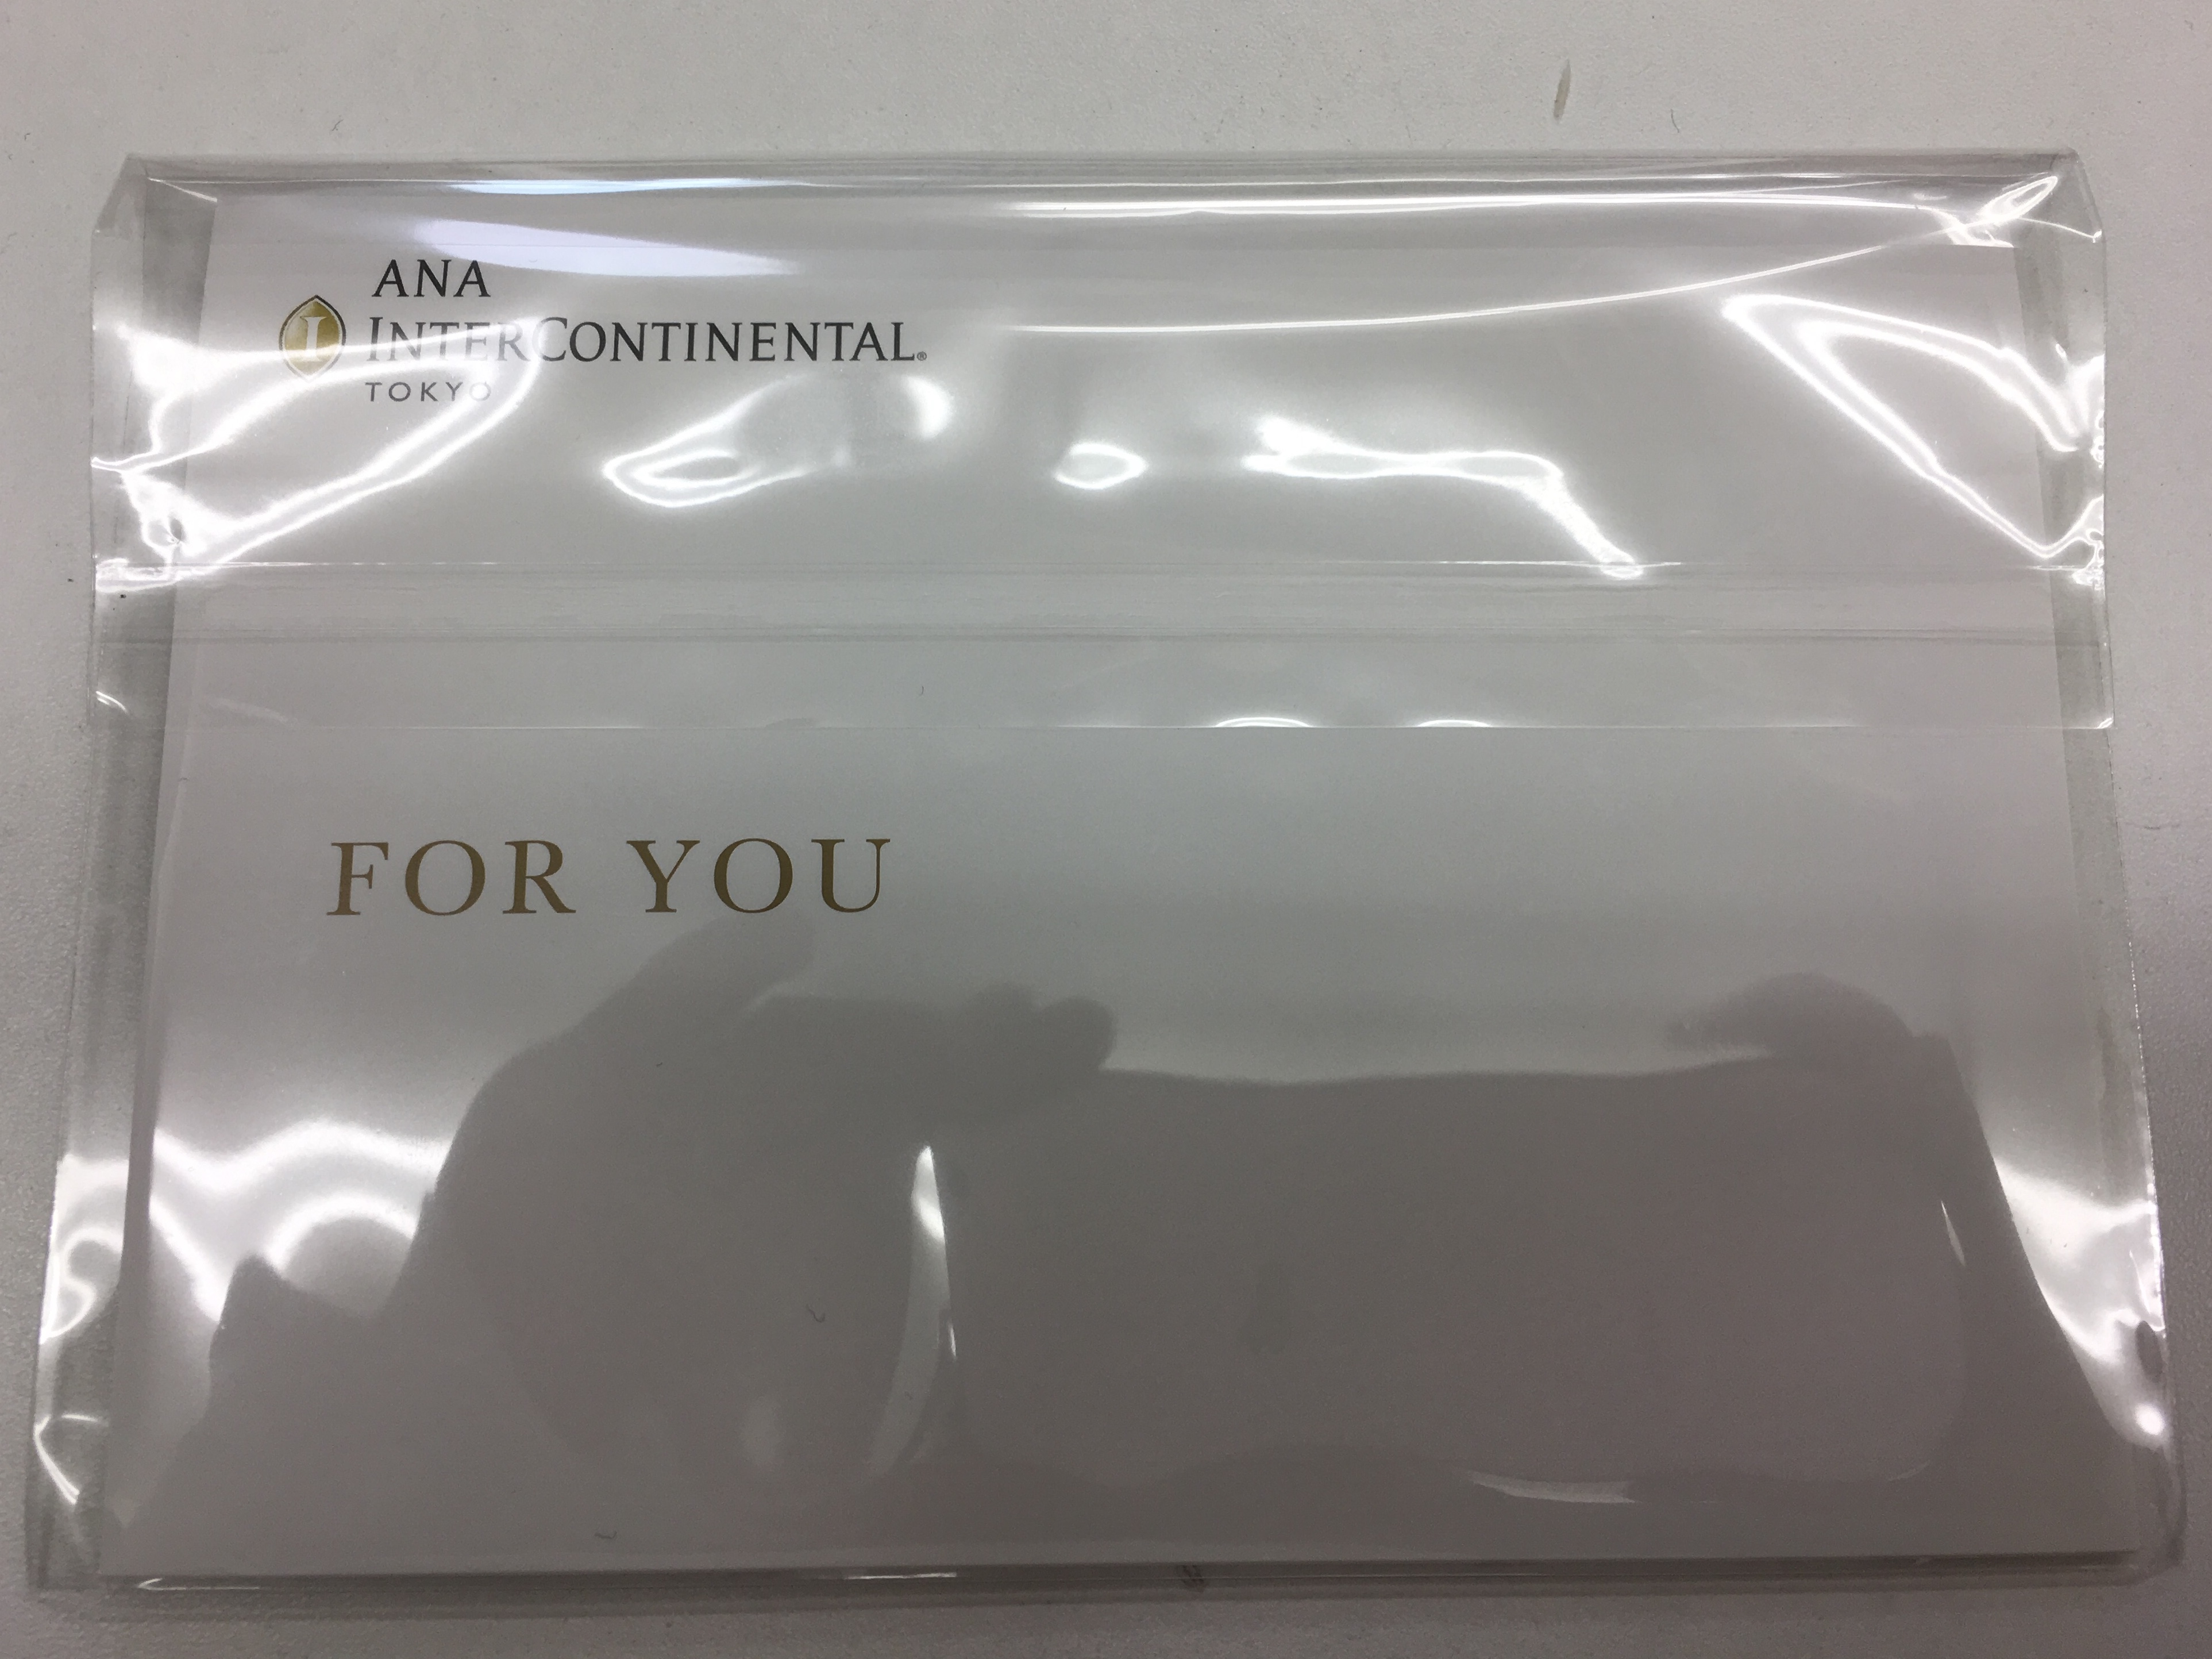 ANA
I INTERCONTINENTAL®
TOKYO
FOR YOU